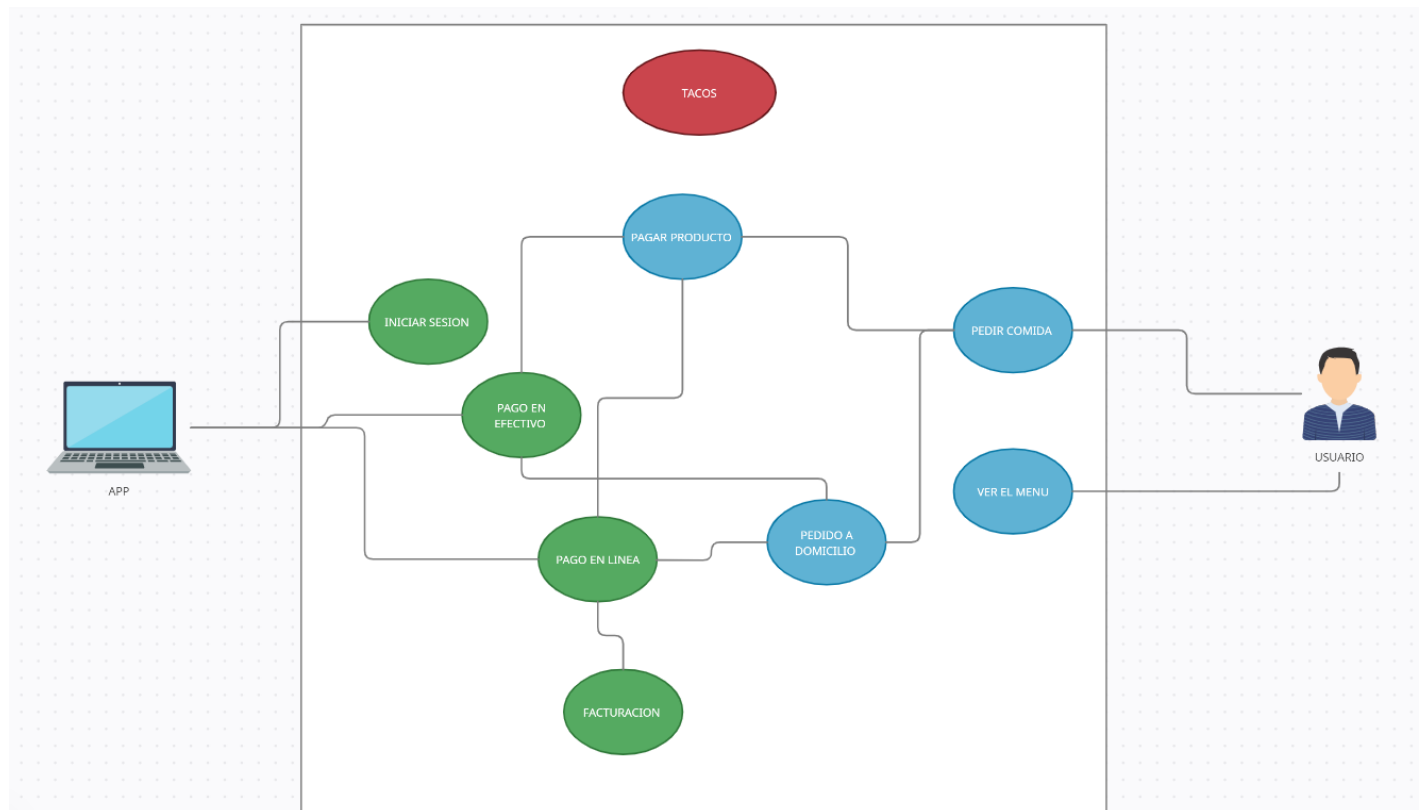 TACOS
PAGAR PRODUCTO
INICIAR SESION
PEDIR COMIDA
PAGO EN
EFECTIVO
USUARIO
APP
VER EL MENU
PEDIDO A
DOMICILIO
PAGO EN LINEA
FACTURACION